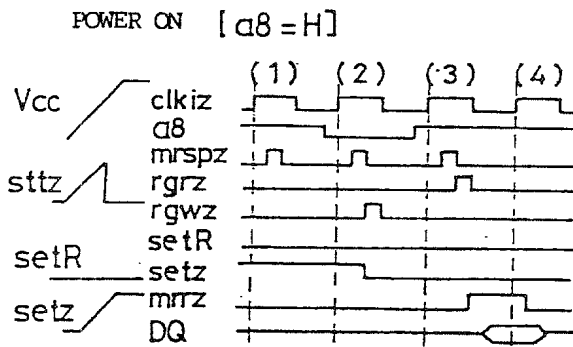 POWER ON [a8=H]
(1) (2) (3) (4)
Vcc
clkiz
a8
mrspz
sttz
rgrz
rgwz
setR
setR
setz
setz
mrrz
DQ